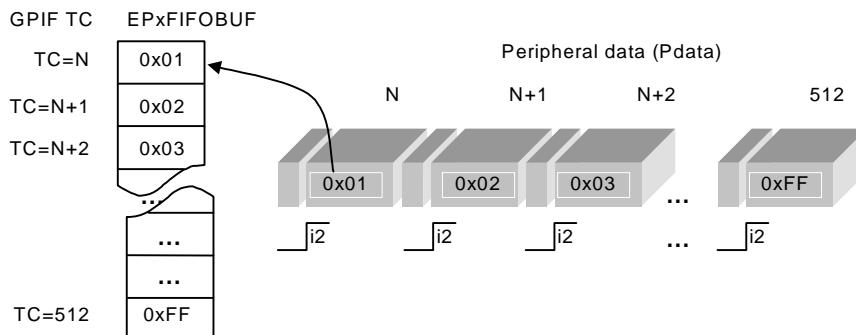 GPIF TC EPxFIFOBUF
TC=N 0x01
TC=N+1 0x02
TC=N+2 0x03
...
...
...
TC=512 0xFF
Peripheral data (Pdata)
N N+1 N+2 512
0x01 0x02 0x03 ... 0xFF
i2 i2 i2 ... i2